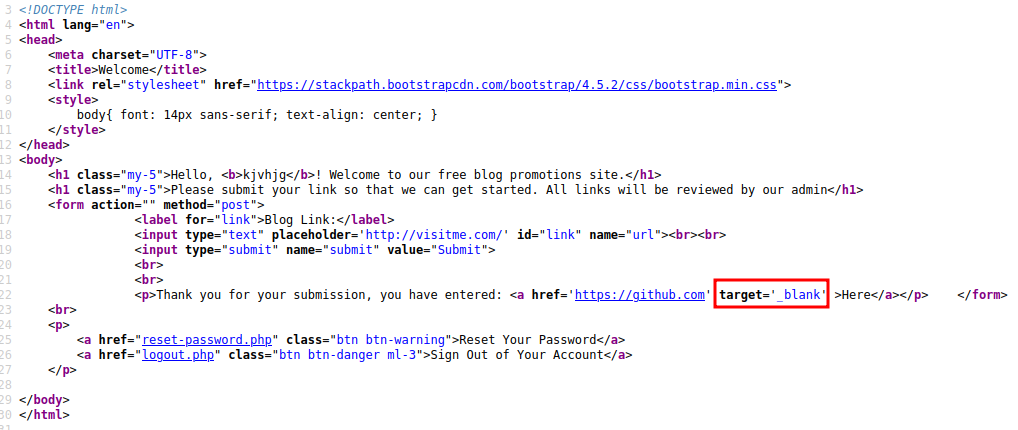 3 <!DOCTYPE html>
4 <html lang="en">
5 <head>
6     <meta charset="UTF-8">
7     <title>Welcome</title>
8     <link rel="stylesheet" href="https://stackpath.bootstrapcdn.com/bootstrap/4.5.2/css/bootstrap.min.css">
9     <style>
10         body{ font: 14px sans-serif; text-align: center; }
11     </style>
12 </head>
13 <body>
14     <h1 class="my-5">Hello, <b>kjvhjg</b>! Welcome to our free blog promotions site.</h1>
15     <h1 class="my-5">Please submit your link so that we can get started. All links will be reviewed by our admin</h1>
16     <form action="" method="post">
17                 <label for="link">Blog Link:</label>
18                 <input type="text" placeholder='http://visitme.com/' id="link" name="url"><br><br>
19                 <input type="submit" name="submit" value="Submit">
20                 <br>
21                 <br>
22                 <p>Thank you for your submission, you have entered: <a href='https://github.com' target='_blank' >Here</a></p>    </form>
23     <br>
24     <p>
25         <a href="reset-password.php" class="btn btn-warning">Reset Your Password</a>
26         <a href="logout.php" class="btn btn-danger ml-3">Sign Out of Your Account</a>
27     </p>
28
29 </body>
30 </html>
31